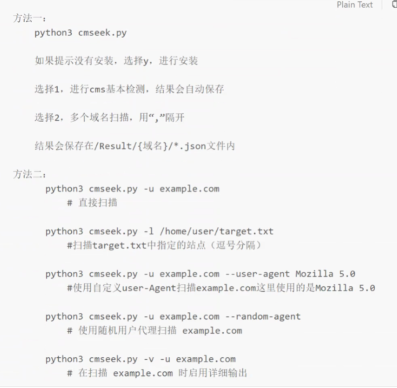 Plain Text
方法一：
python3 cmseek.py
如果提示没有安装，选择y，进行安装
选择1，进行cms基本检测，结果会自动保存
选择2．多个域名扫描，用“,”隔开
结果会保存在/Result/{域名}/*.json文件内
方法二：
python3 cmseek.py -u example.com
# 直接扫描
python3 cmseek.py -l /home/user/target.txt
#扫描target.txt中指定的站点（逗号分隔）
python3 cmseek.py -u example.com --user-agent Mozilla 5.0
#使用自定义user-Agent扫描example.com这里使用的是Mozilla 5.0
python3 cmseek.py -u example.com --random-agent
# 使用随机用户代理扫描 example.com
python3 cmseek.py -v -u example.com
# 在扫描 example.com 时启用详细输出